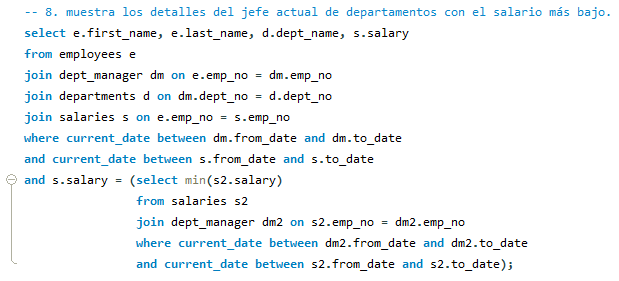 -- 8. muestra los detalles del jefe actual de departamentos con el salario más bajo.
select e.first_name, e.last_name, d.dept_name, s.salary
from employees e
join dept_manager dm on e.emp_no = dm.emp_no
join departments d on dm.dept_no = d.dept_no
join salaries s on e.emp_no = s.emp_no
where current_date between dm.from_date and dm.to_date
and current_date between s.from_date and s.to_date
and s.salary = (select min(s2.salary)
from salaries s2
join dept_manager dm2 on s2.emp_no = dm2.emp_no
where current_date between dm2.from_date and dm2.to_date
and current_date between s2.from_date and s2.to_date);